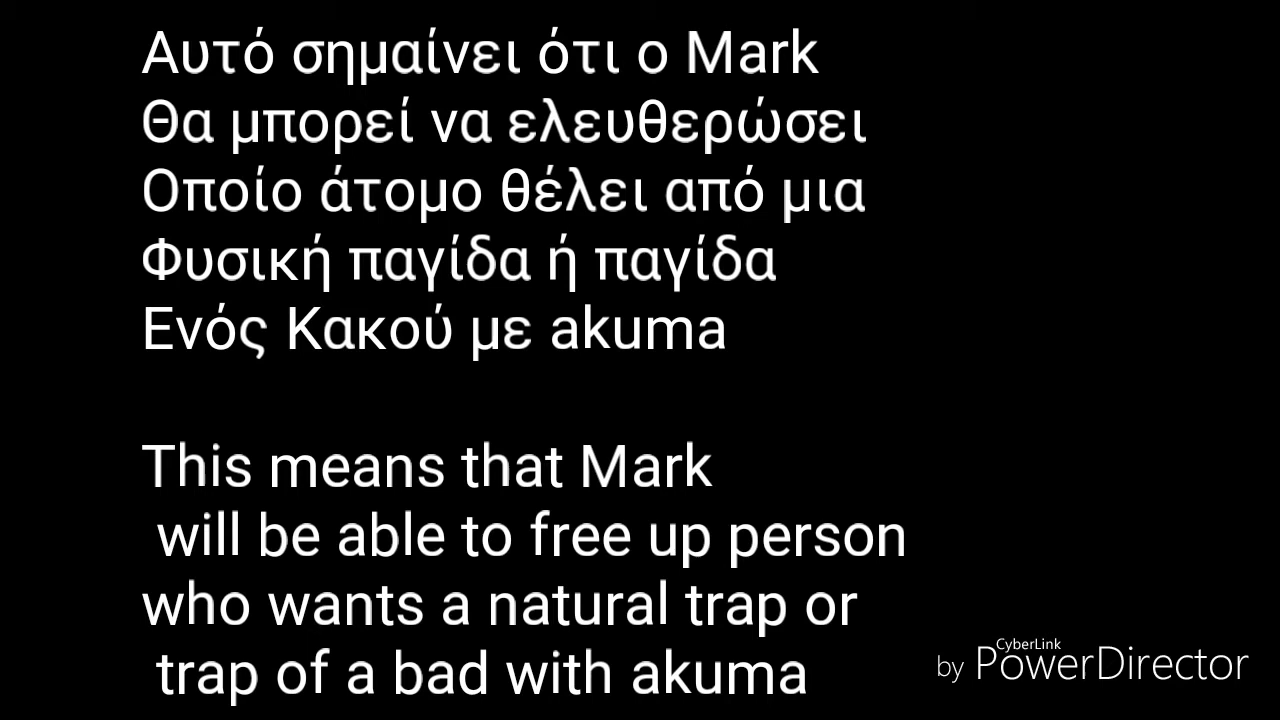 Αυτό σημαίνει ότι ο Mark
Θα μπορεί να ελευθερώσει
Οποίο άτομο θέλει από μια
Φυσική παγίδα ή παγίδα
Ενός Κακού με akuma
This means that Mark
will be able to free up person
who wants a natural trap or
trap of a bad with akuma
by CyberLink PowerDirector